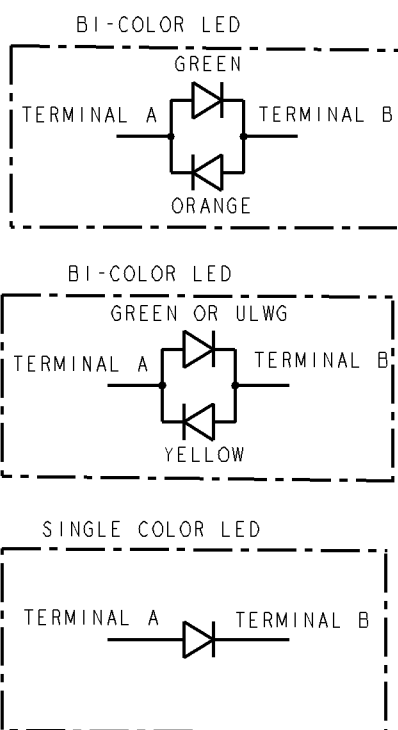 BI-COLOR LED
GREEN
TERMINAL A TERMINAL B
ORANGE
BI-COLOR LED
GREEN OR ULWG
TERMINAL A TERMINAL B
YELLOW
SINGLE COLOR LED
TERMINAL A TERMINAL B